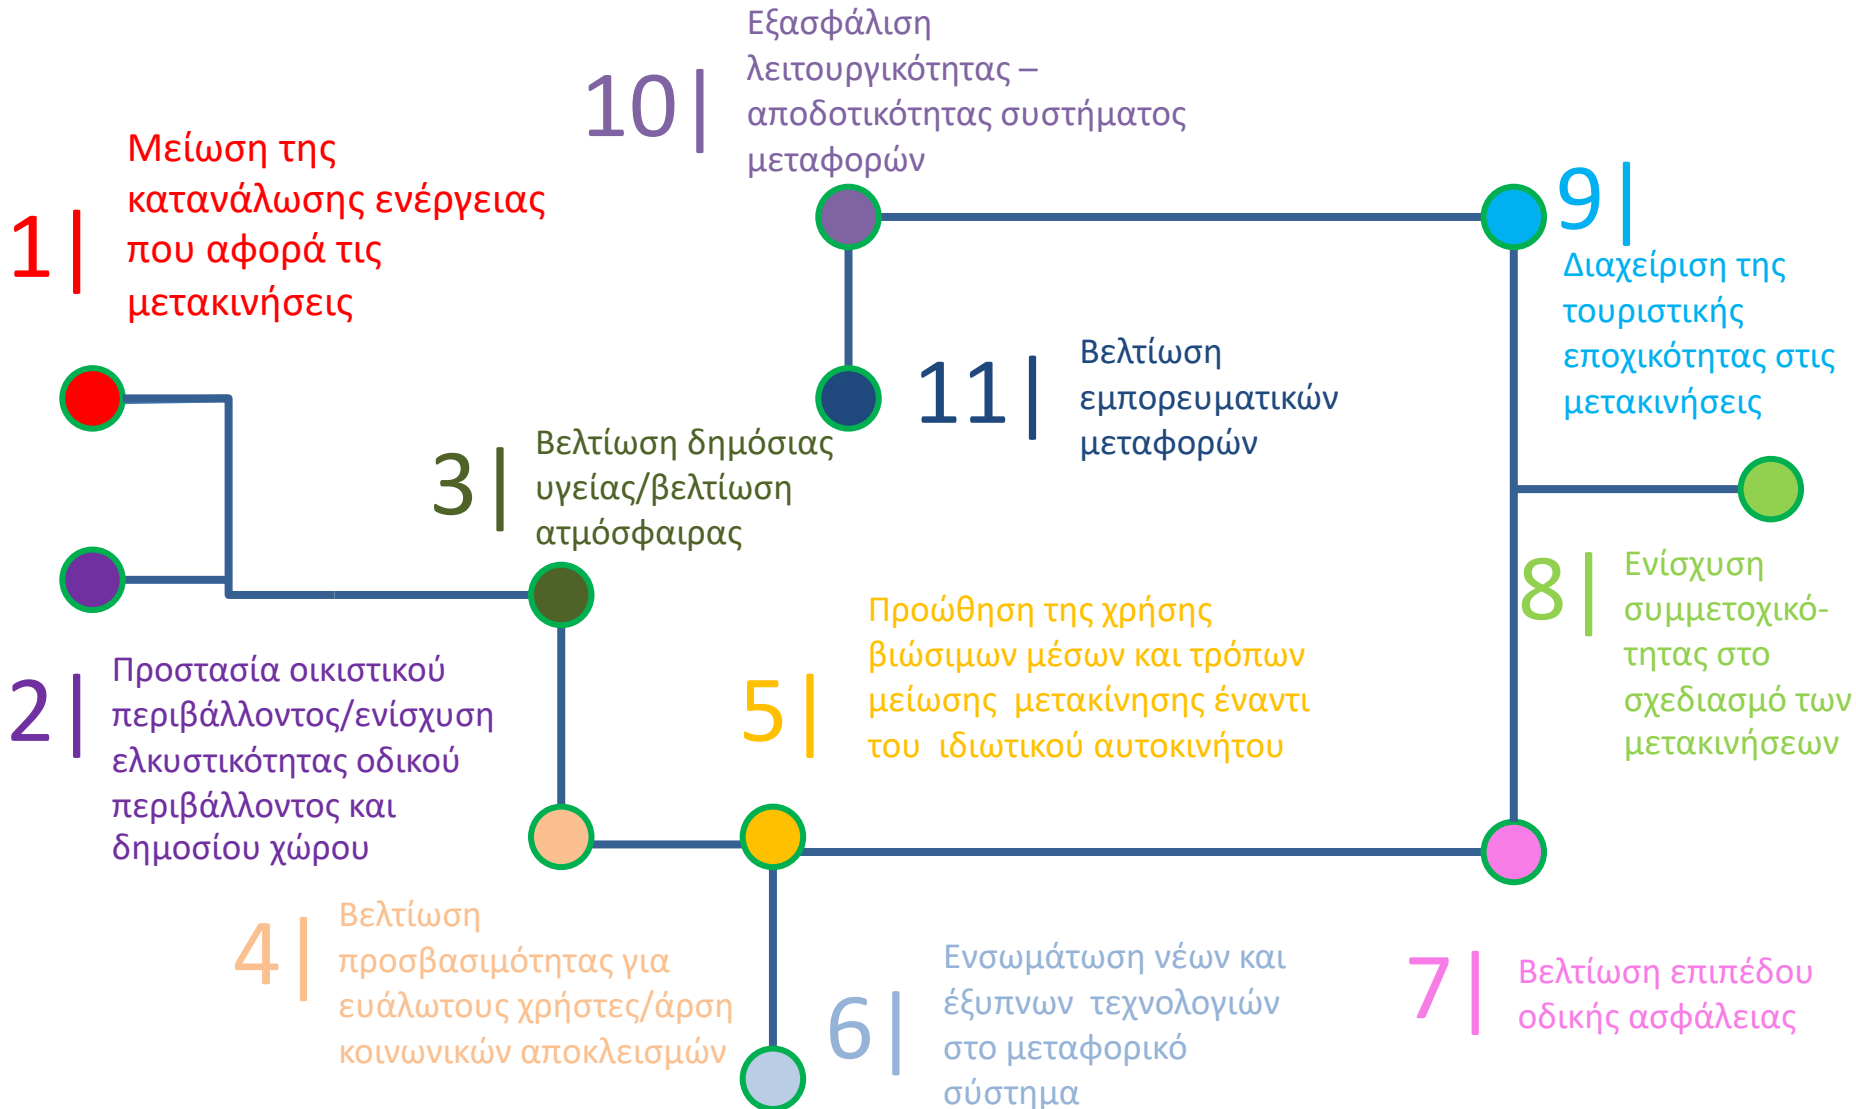 1|
Μείωση της
κατανάλωσης ενέργειας
που αφορά τις
μετακινήσεις
2|
Προστασία οικιστικού
περιβάλλοντος/ενίσχυση
ελκυστικότητας οδικού
περιβάλλοντος και
δημοσίου χώρου
3|
Βελτίωση δημόσιας
υγείας/βελτίωση
ατμόσφαιρας
4|
Βελτίωση
προσβασιμότητας για
ευάλωτους χρήστες/άρση
κοινωνικών αποκλεισμών
5|
Προώθηση της χρήσης
βιώσιμων μέσων και τρόπων
μείωσης μετακίνησης έναντι
του ιδιωτικού αυτοκινήτου
6|
Ενσωμάτωση νέων και
έξυπνων τεχνολογιών
στο μεταφορικό
σύστημα
7|
Βελτίωση επιπέδου
οδικής ασφάλειας
8|
Ενίσχυση
συμμετοχικό-
τητας στο
σχεδιασμό των
μετακινήσεων
9|
Διαχείριση της
τουριστικής
εποχικότητας στις
μετακινήσεις
10|
Εξασφάλιση
λειτουργικότητας –
αποδοτικότητας συστήματος
μεταφορών
11|
Βελτίωση
εμπορευματικών
μεταφορών